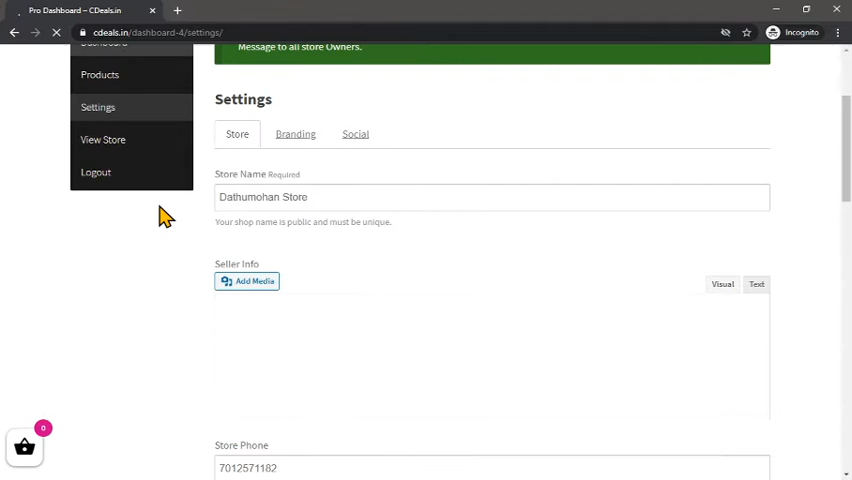 Pro Dashboard – CDeals.in
cdeals.in/dashboard-4/settings/
Incognito
Dashboard
Message to all store Owners.
Products
Settings
Settings
View Store
Logout
Store
Branding
Social
Store Name Required
Dathumohan Store
Your shop name is public and must be unique.
Seller Info
Add Media
Visual
Text
0
Store Phone
7012571182